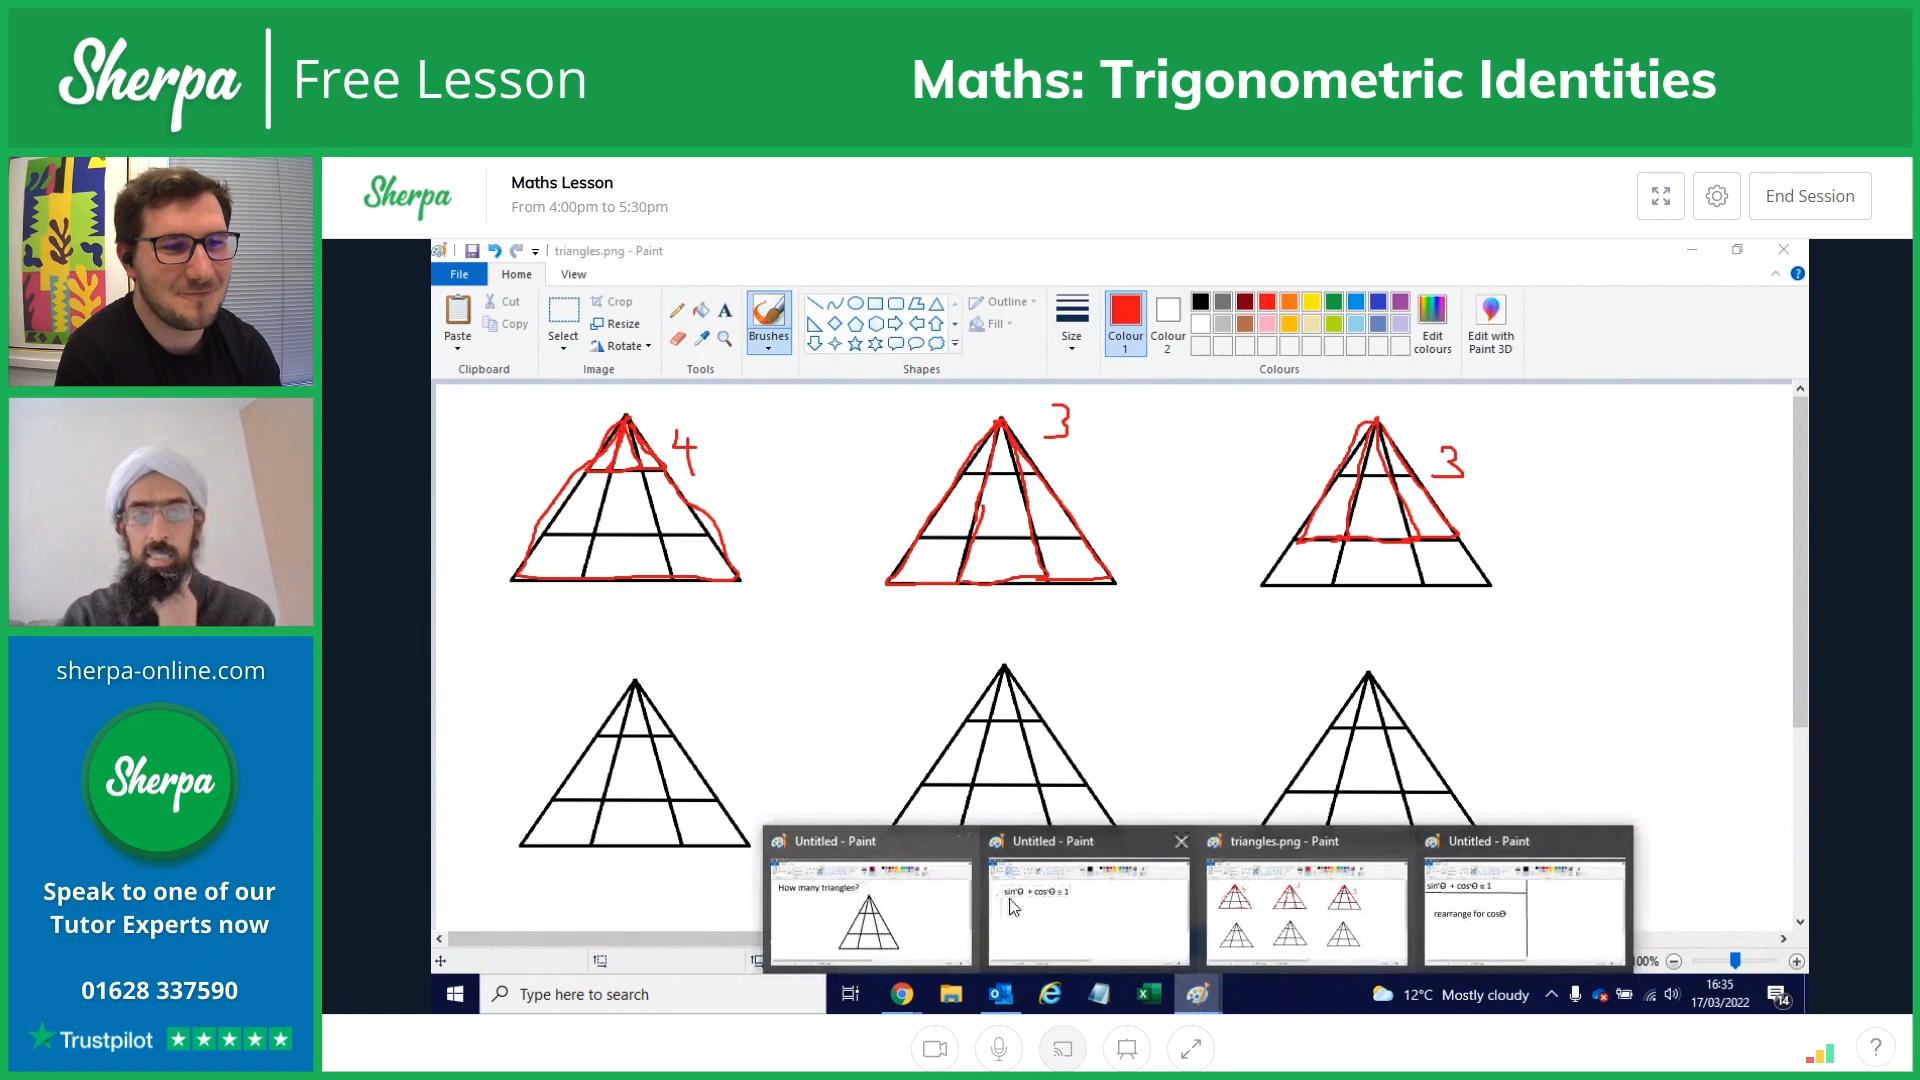 Sherpa | Free Lesson
Maths: Trigonometric Identities
Sherpa
Maths Lesson
From 4:00pm to 5:30pm
End Session
triangles.png - Paint
File Home View
Paste
Cut
Copy
Clipboard
Select
Crop
Resize
Rotate
Image
A
Tools
Brushes
Shapes
Outline
Fill
Size
Colour 1
Colour 2
Edit colours
Colours
Edit with Paint 3D
4
3
3
Untitled - Paint
Untitled - Paint
triangles.png - Paint
Untitled - Paint
How many triangles?
sin²θ + cos²θ ≡ 1
sin²θ + cos²θ ≡ 1
rearrange for cosθ
00%
Type here to search
12°C Mostly cloudy
16:35
17/03/2022
14
sherpa-online.com
Sherpa
Speak to one of our
Tutor Experts now
01628 337590
Trustpilot
?